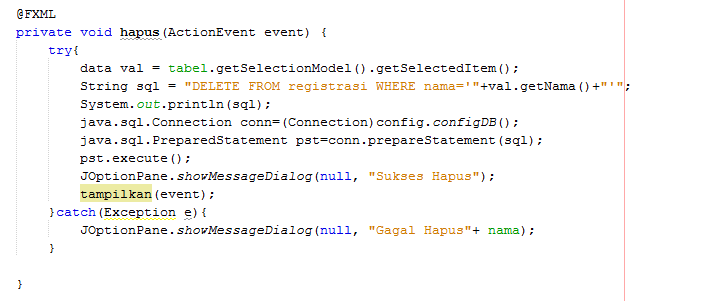 @FXML
private void hapus(ActionEvent event) {
    try{
        data val = tabel.getSelectionModel().getSelectedItem();
        String sql = "DELETE FROM registrasi WHERE nama='"+val.getNama()+"'";
        System.out.println(sql);
        java.sql.Connection conn=(Connection)config.configDB();
        java.sql.PreparedStatement pst=conn.prepareStatement(sql);
        pst.execute();
        JOptionPane.showMessageDialog(null, "Sukses Hapus");
        tampilkan(event);
    }catch(Exception e){
        JOptionPane.showMessageDialog(null, "Gagal Hapus"+ nama);
    }
}